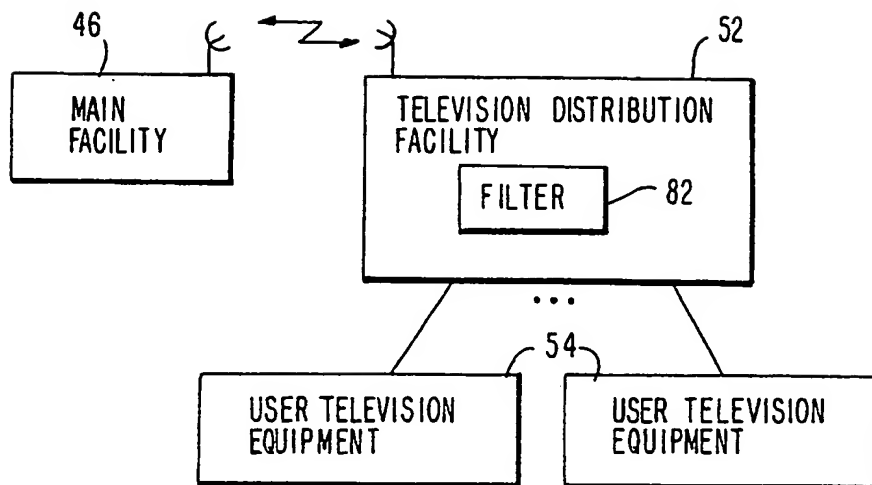 46
52
MAIN
FACILITY
TELEVISION DISTRIBUTION
FACILITY
FILTER
82
...
54
USER TELEVISION
EQUIPMENT
USER TELEVISION
EQUIPMENT